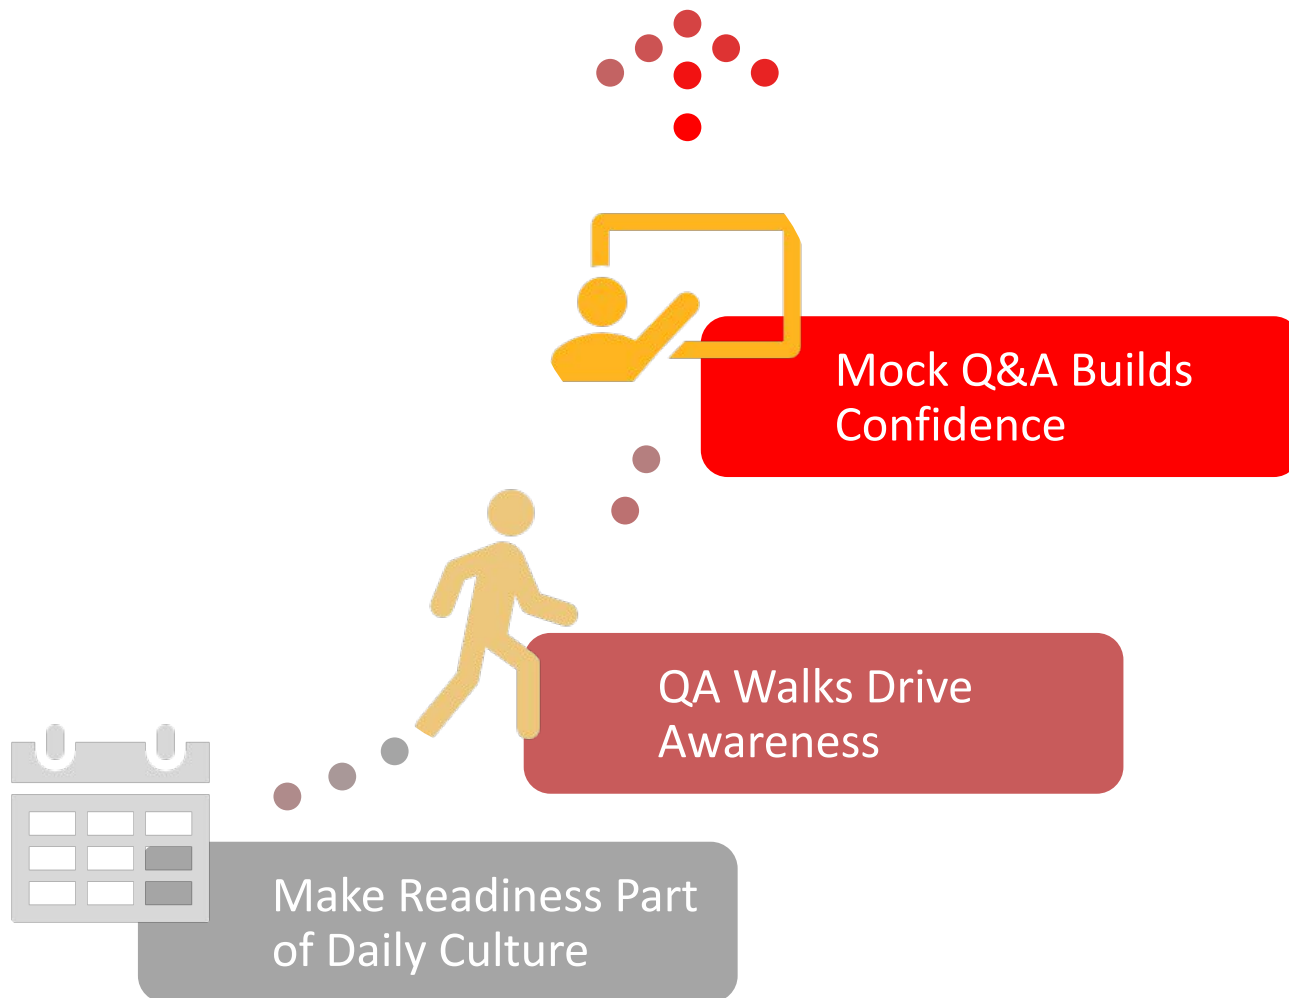 Mock Q&A Builds
Confidence
QA Walks Drive
Awareness
Make Readiness Part
of Daily Culture